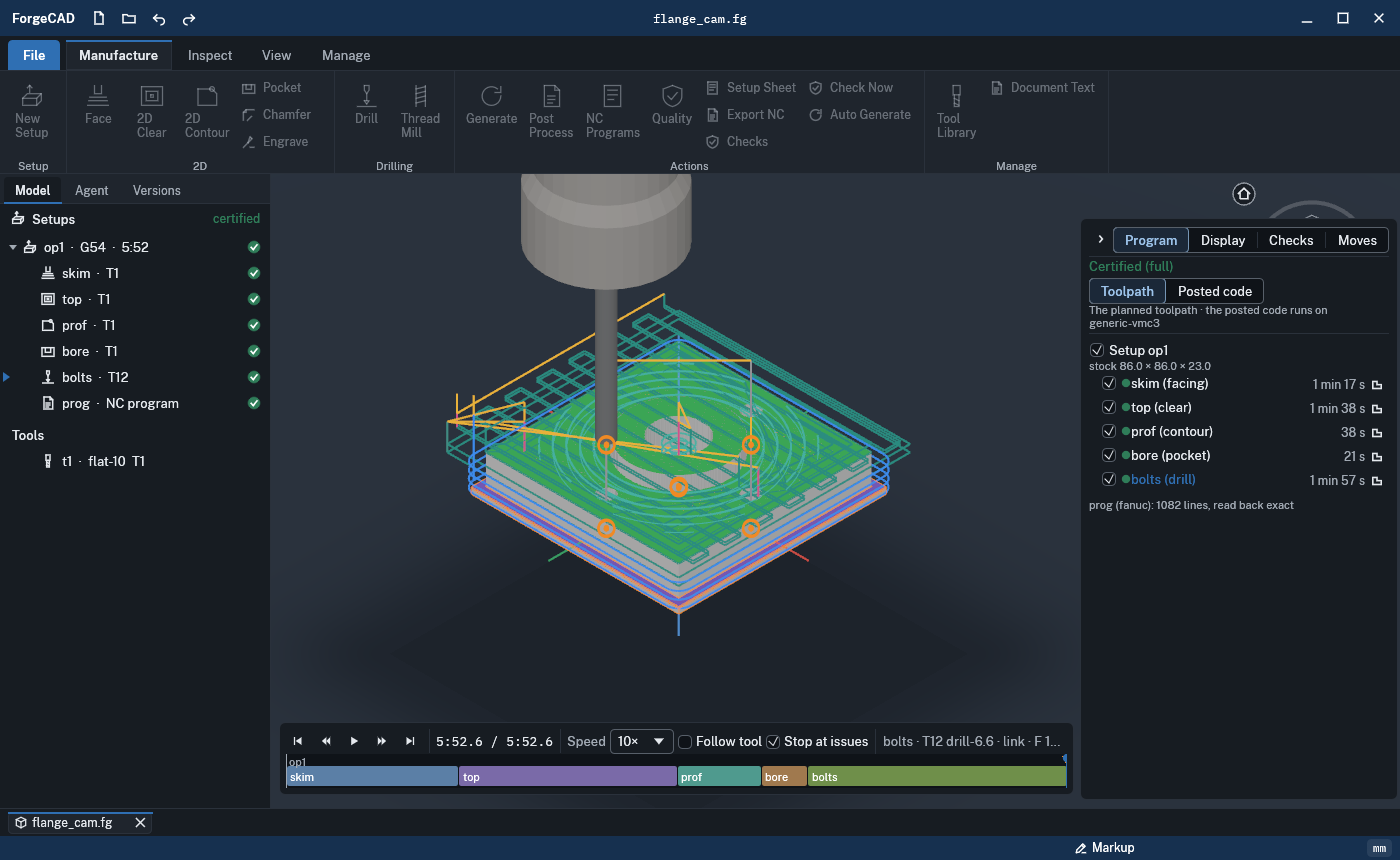 ForgeCAD
flange_cam.fg
File
Manufacture
Inspect
View
Manage
New Setup
Face
2D Clear
2D Contour
Pocket
Chamfer
Engrave
Drill
Thread Mill
Generate
Post Process
NC Programs
Quality
Setup Sheet
Export NC
Checks
Check Now
Auto Generate
Tool Library
Document Text
Setup
2D
Drilling
Actions
Manage
Model
Agent
Versions
Setups
certified
op1 · G54 · 5:52
skim · T1
top · T1
prof · T1
bore · T1
bolts · T12
prog · NC program
Tools
t1 · flat-10 T1
Program
Display
Checks
Moves
Certified (full)
Toolpath
Posted code
The planned toolpath · the posted code runs on
generic-vmc3
Setup op1
stock 86.0 × 86.0 × 23.0
skim (facing) 1 min 17 s
top (clear) 1 min 38 s
prof (contour) 38 s
bore (pocket) 21 s
bolts (drill) 1 min 57 s
prog (fanuc): 1082 lines, read back exact
5:52.6 / 5:52.6
Speed
10×
Follow tool
Stop at issues
bolts · T12 drill-6.6 · link · F 1...
op1
skim
top
prof
bore
bolts
flange_cam.fg
Markup
mm